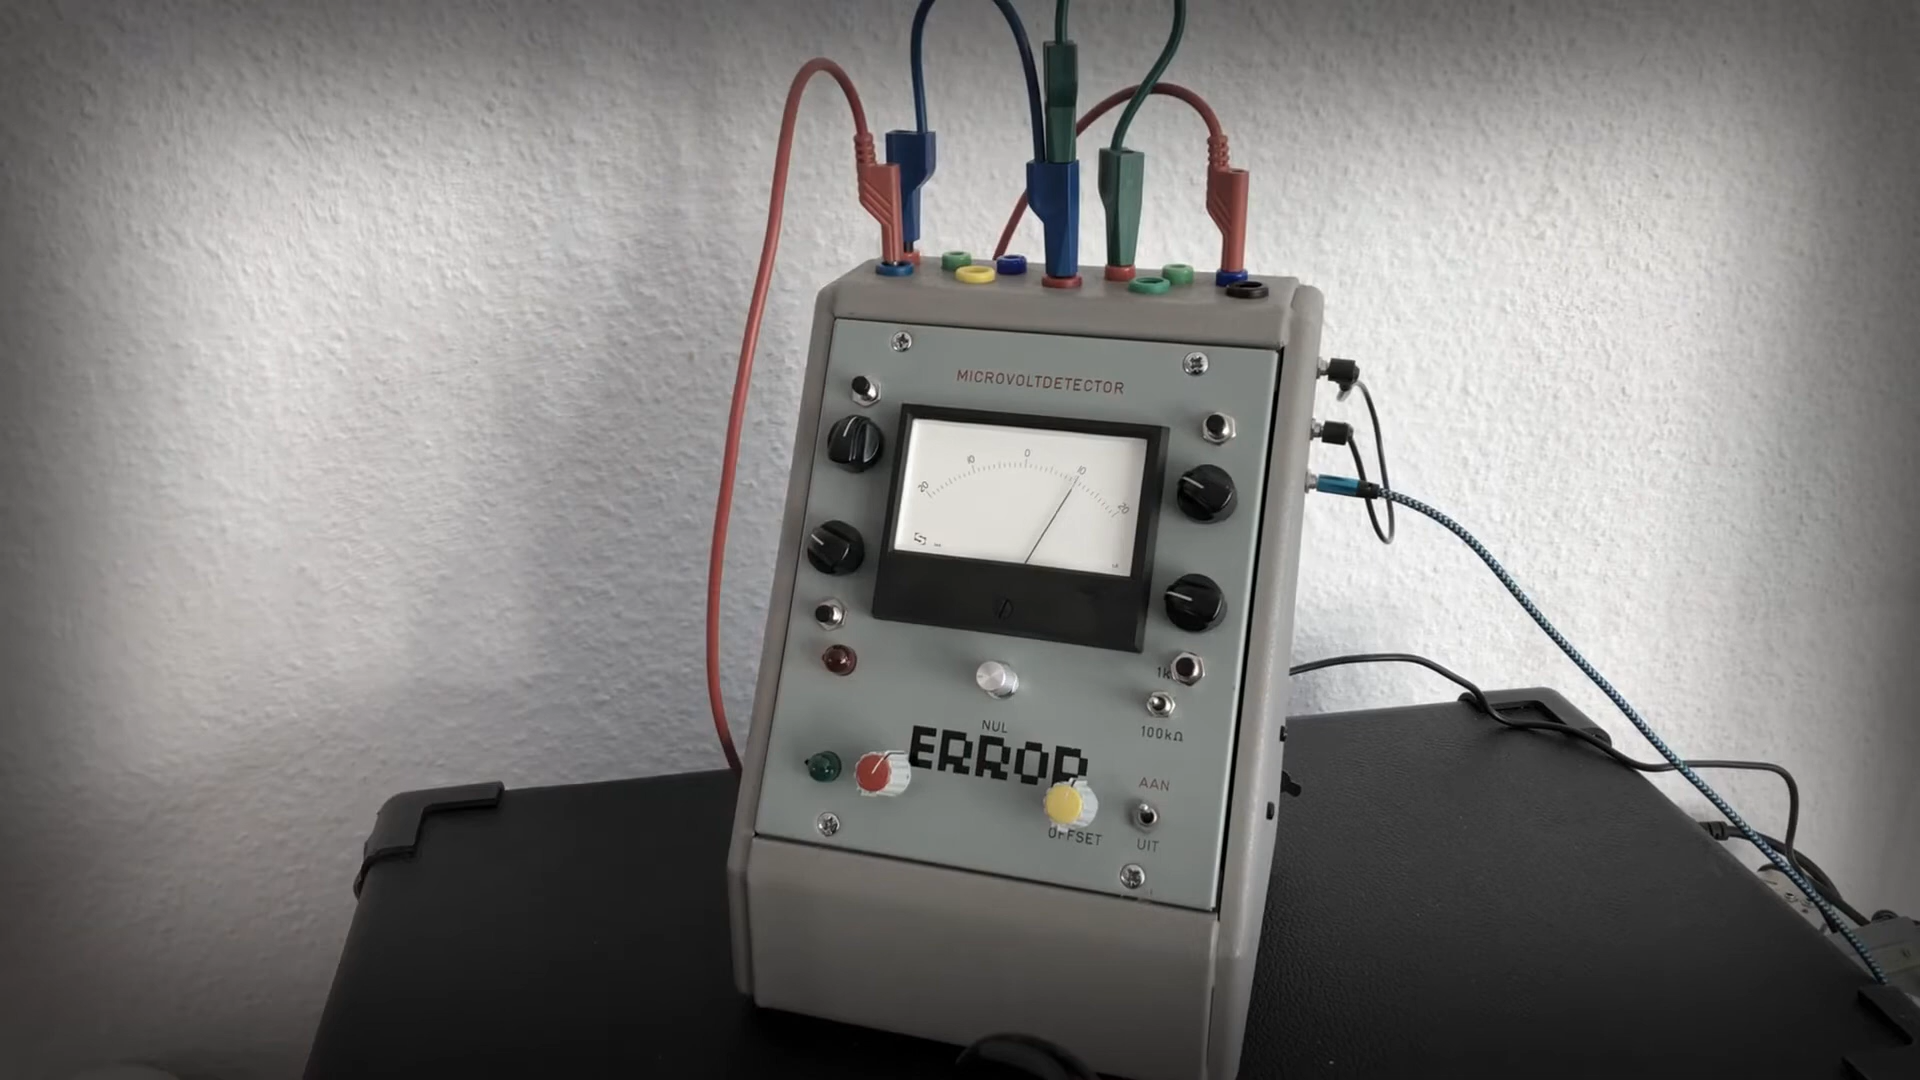 MICROVOLTDETECTOR
20 10 0 10 20
1k
100kΩ
NUL
ERROR
AAN
OFFSET
UIT